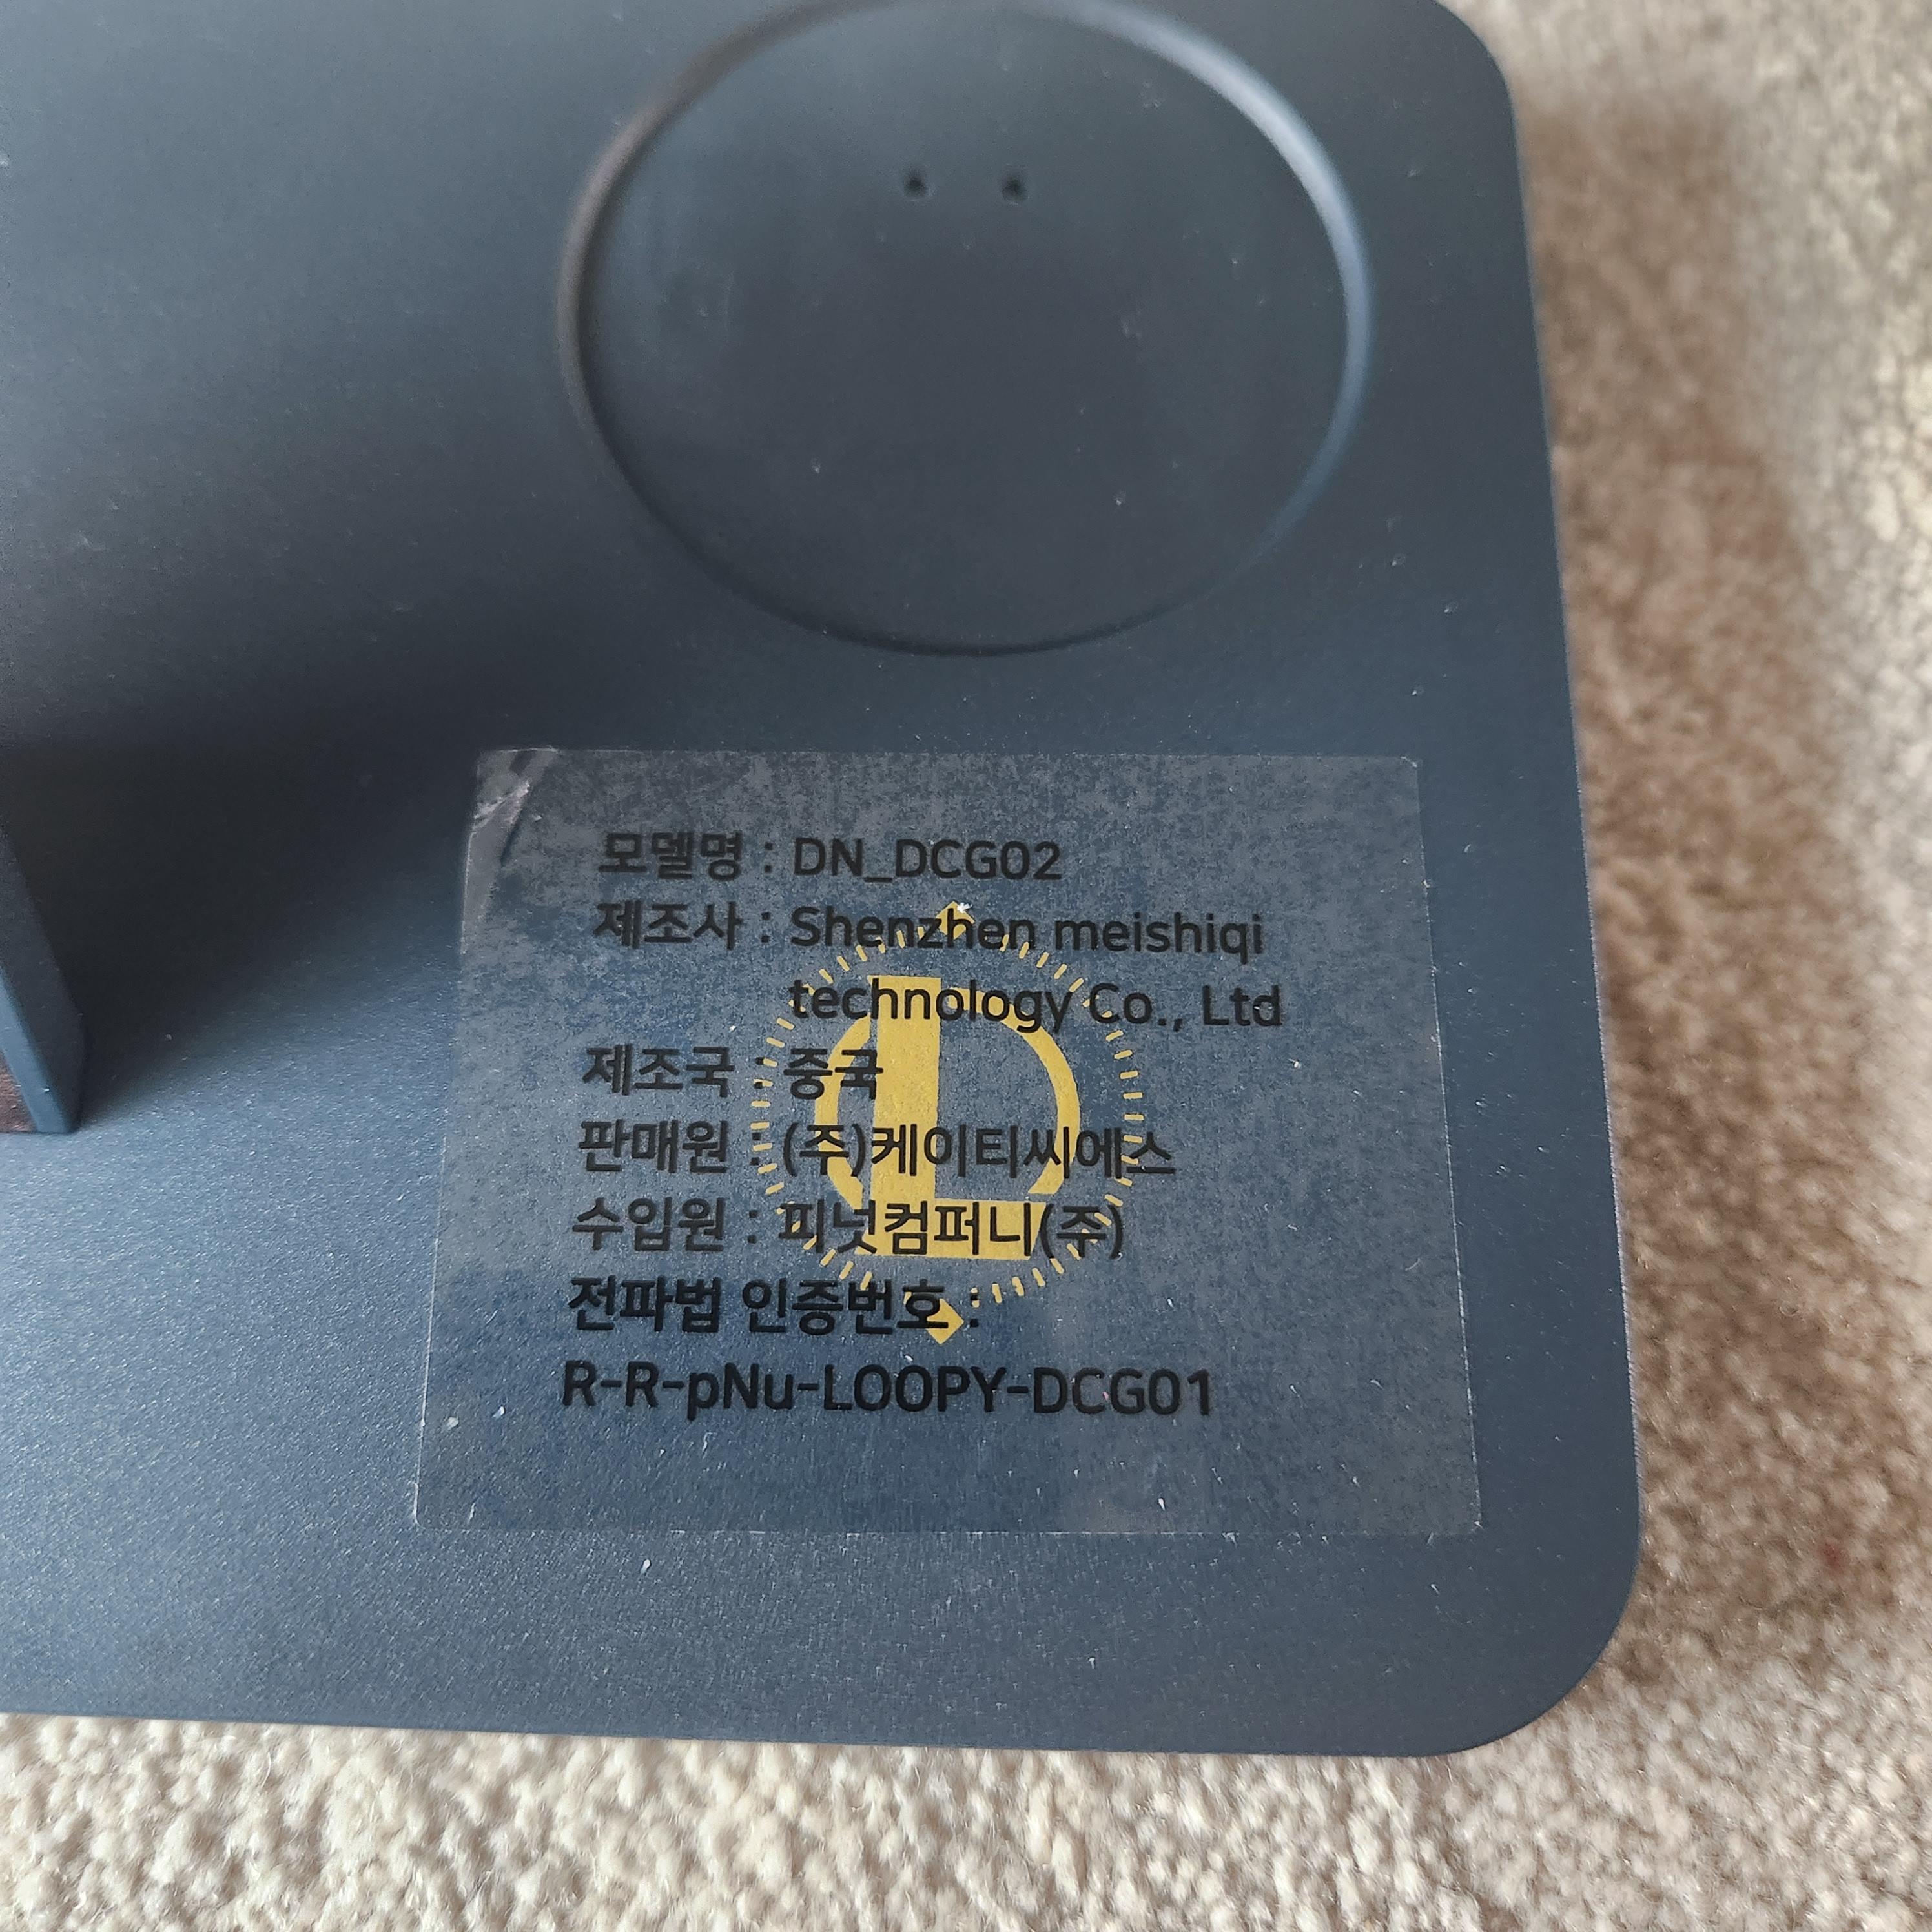 모델명 : DN_DCG02
제조사 : Shenzhen meishiqi
technology Co., Ltd
제조국 : 중국
판매원 : (주)케이티씨에스
수입원 : 피넛컴퍼니(주)
전파법 인증번호 :
R-R-pNu-LOOPY-DCG01